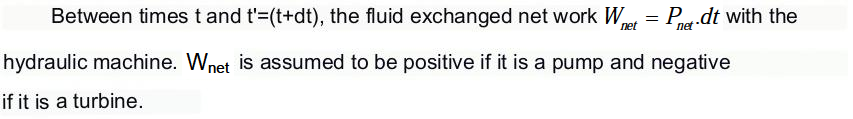 Between times t and t'=(t+dt), the fluid exchanged net work W_net = P_net.dt with the
hydraulic machine. W_net is assumed to be positive if it is a pump and negative
if it is a turbine.